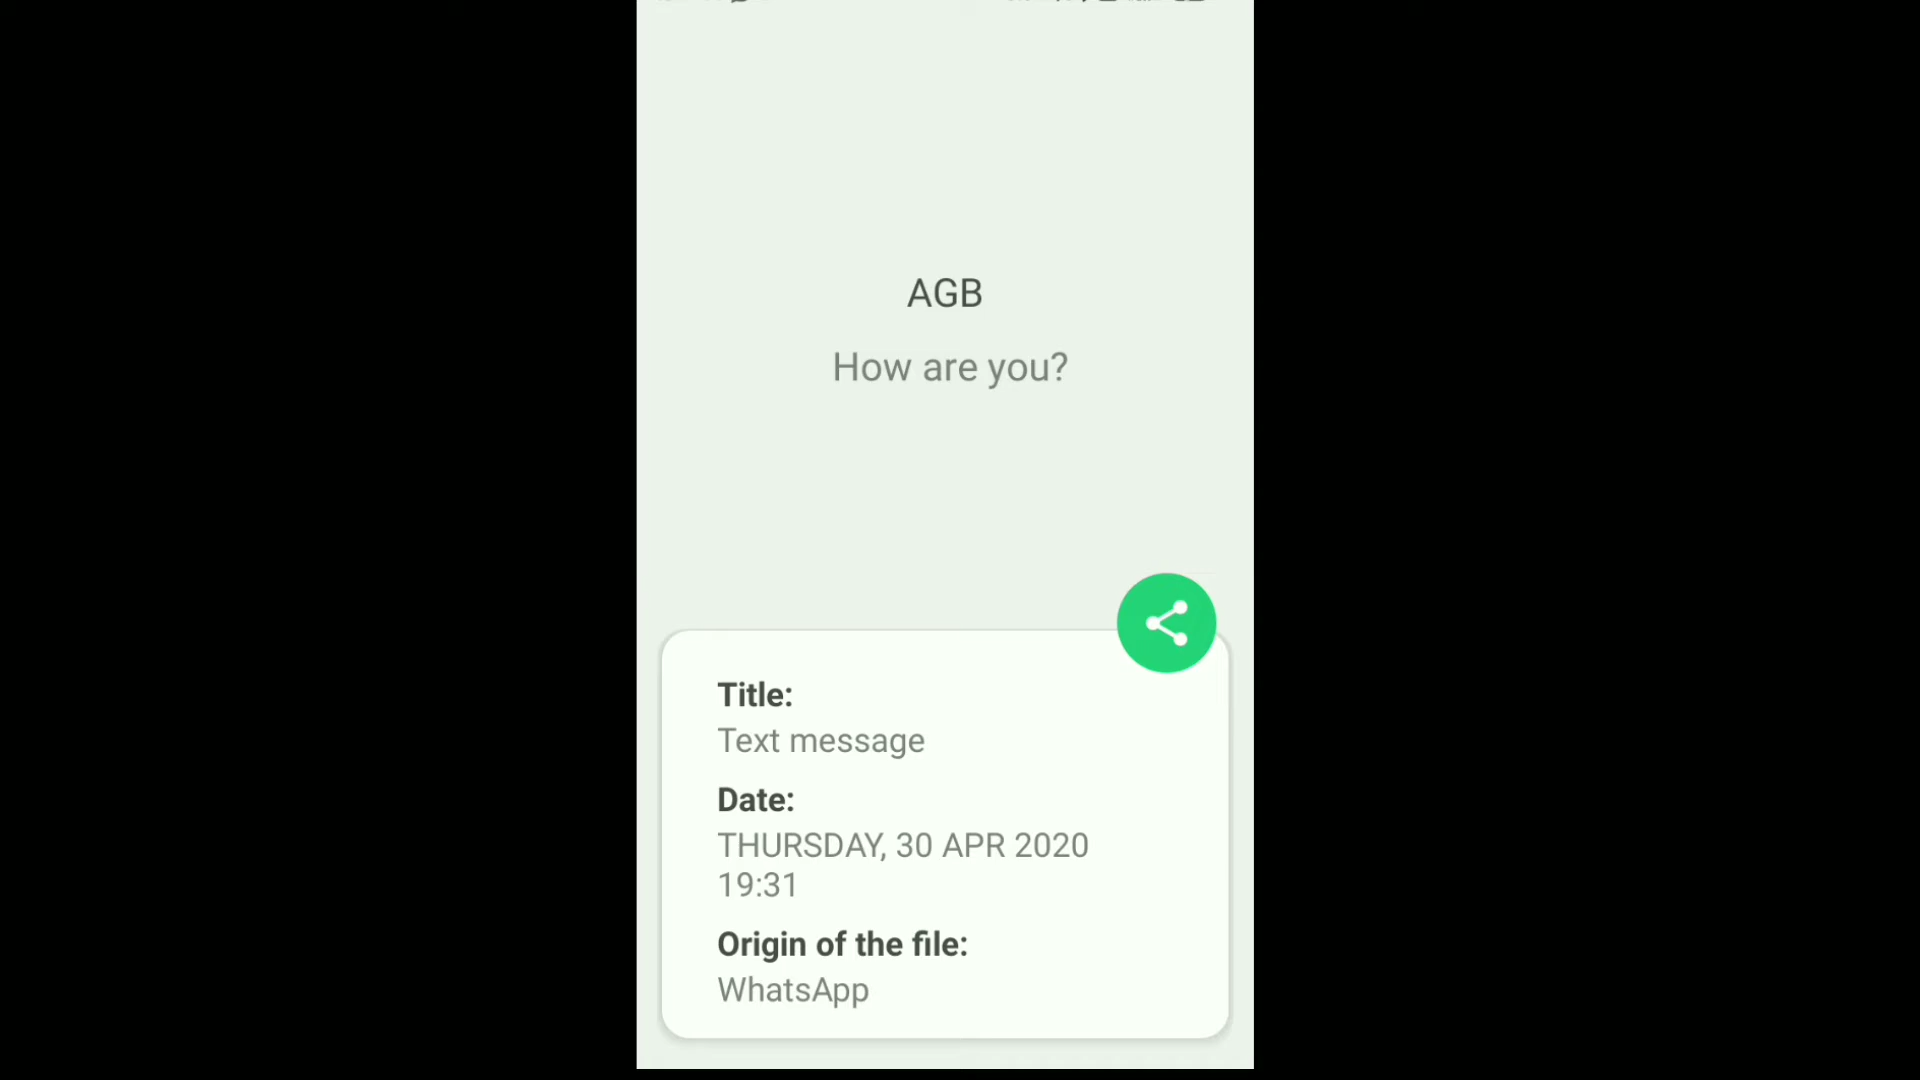 AGB
How are you?
Title:
Text message
Date:
THURSDAY, 30 APR 2020
19:31
Origin of the file:
WhatsApp